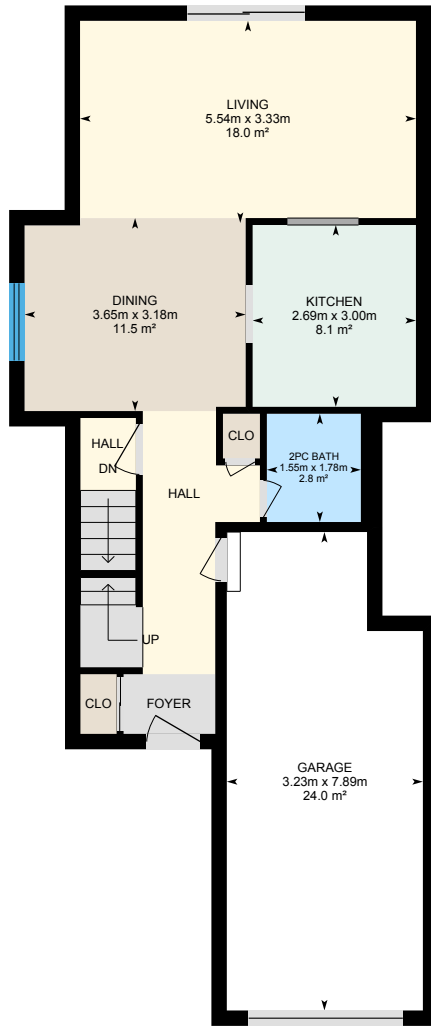 LIVING
5.54m x 3.33m
18.0 m²
DINING
3.65m x 3.18m
11.5 m²
KITCHEN
2.69m x 3.00m
8.1 m²
HALL
DN
CLO
2PC BATH
1.55m x 1.78m
2.8 m²
HALL
UP
CLO
FOYER
GARAGE
3.23m x 7.89m
24.0 m²